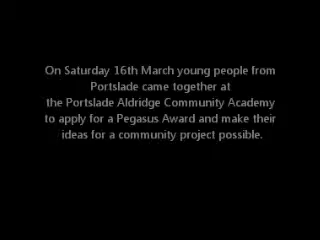 On Saturday 16th March young people from
Portslade came together at
the Portslade Aldridge Community Academy
to apply for a Pegasus Award and make their
ideas for a community project possible.